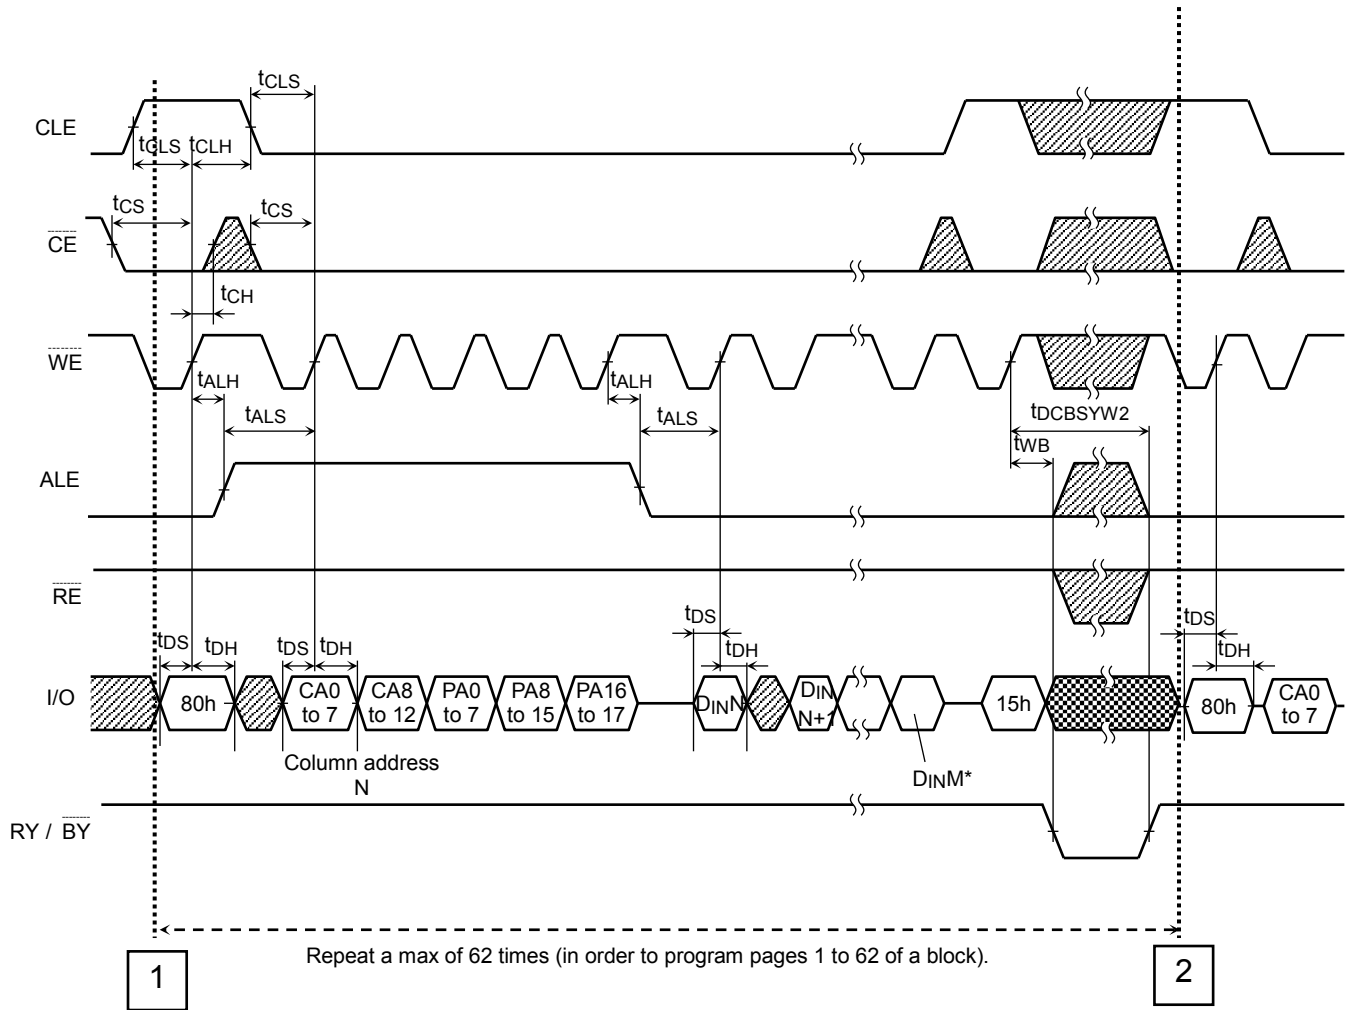 tCLS
CLE
tCLS
tCLH
tCS
tCS
CE
tCH
WE
tALH
tALH
tALS
tALS
tDCBSYW2
tWB
ALE
RE
tDS
tDH
tDS
tDH
tDS
tDH
tDS
tDH
I/O
80h
CA0 to 7
CA8 to 12
PA0 to 7
PA8 to 15
PA16 to 17
DINN
DIN N+1
15h
80h
CA0 to 7
Column address
N
DINM*
RY / BY
Repeat a max of 62 times (in order to program pages 1 to 62 of a block).
1
2